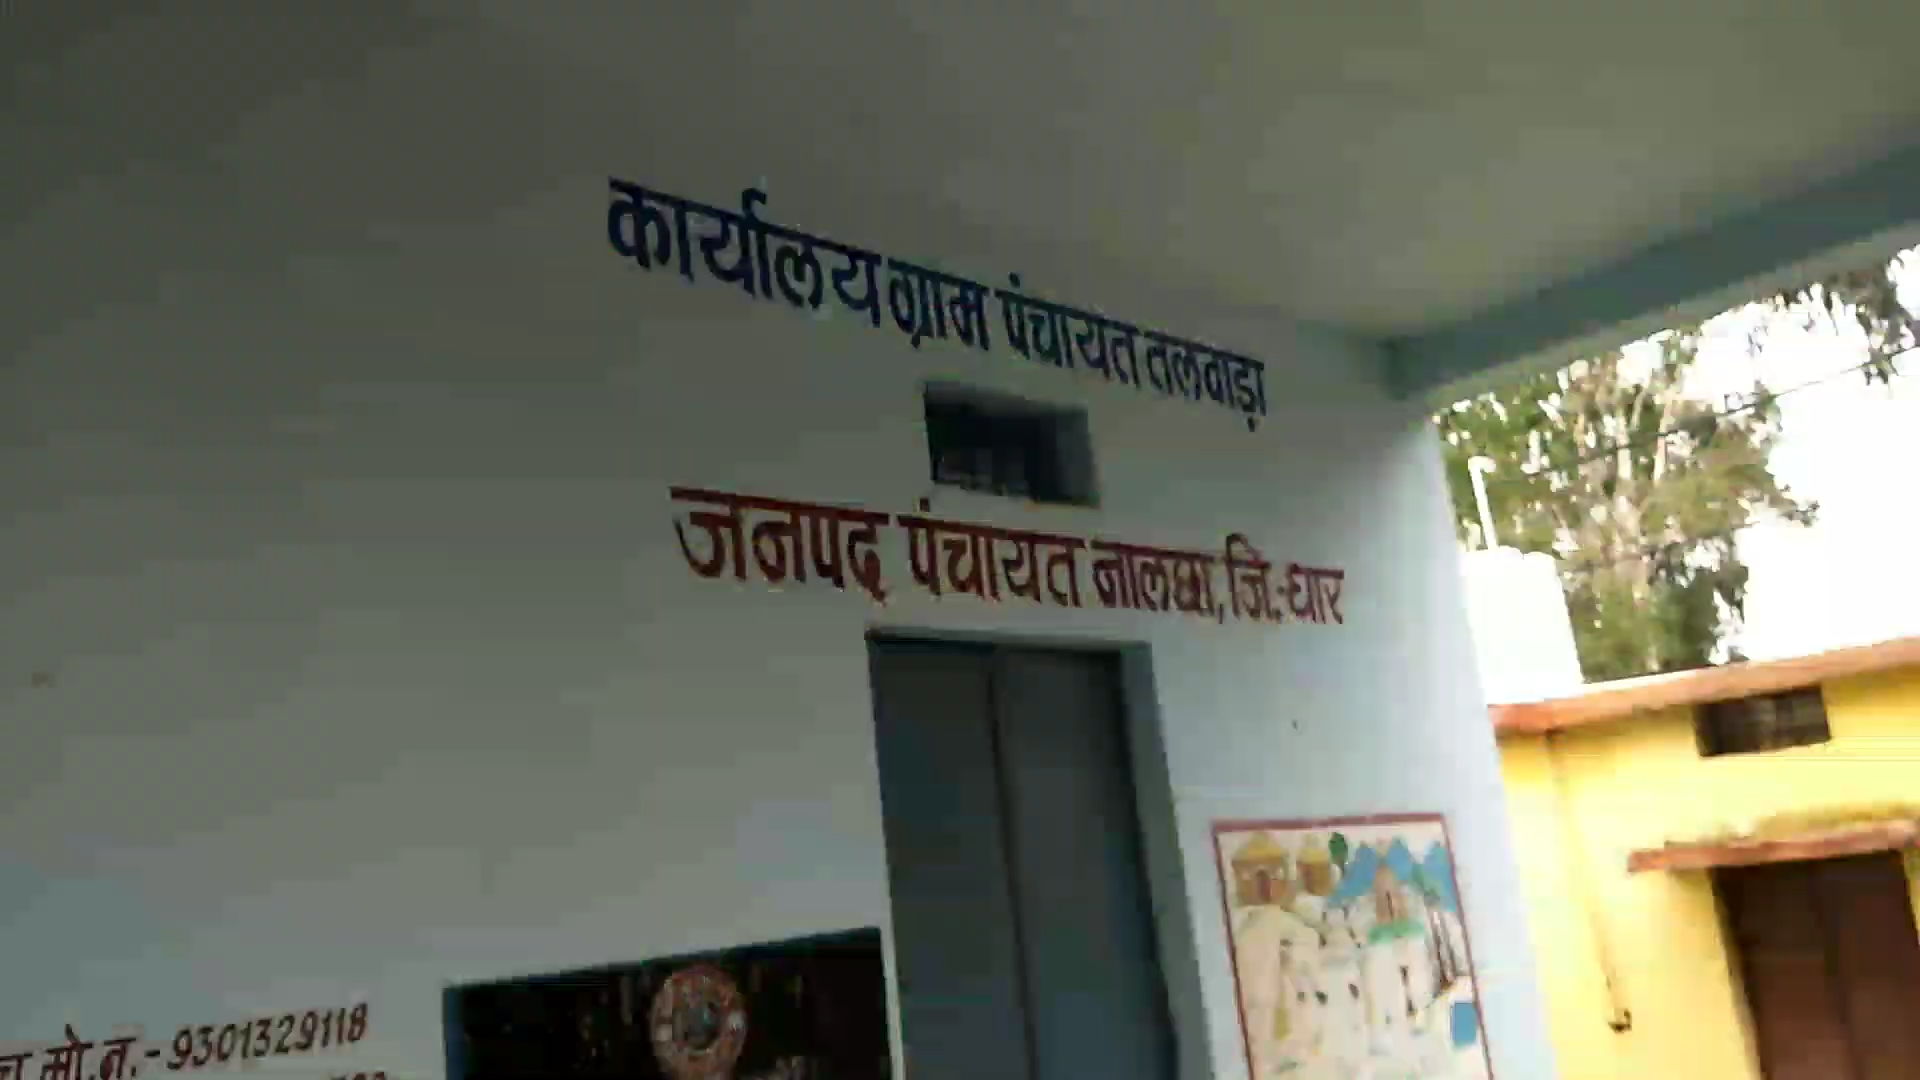 कार्यालय ग्राम पंचायत तलवाड़ा
जनपद पंचायत नालछा, जि.:-धार
मो.न.:- 9301329118